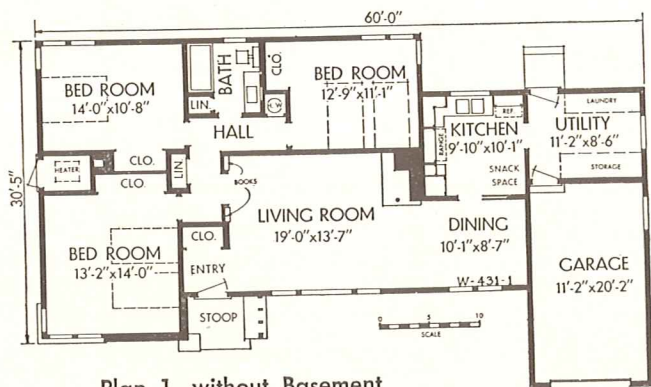 60'-0"
BED ROOM
14'-0"x10'-8"
LIN.
BATH
CLO.
BED ROOM
12'-9"x11'-1"
HALL
REF.
RANGE
KITCHEN
9'-10"x10'-1"
SNACK
SPACE
LAUNDRY
UTILITY
11'-2"x8'-6"
STORAGE
30'-5"
HEATER
CLO.
CLO.
LIN.
BOOKS
LIVING ROOM
19'-0"x13'-7"
DINING
10'-1"x8'-7"
BED ROOM
13'-2"x14'-0"
CLO.
ENTRY
W-431-1
GARAGE
11'-2"x20'-2"
STOOP
0 5 10
SCALE
Plan 1 without Basement